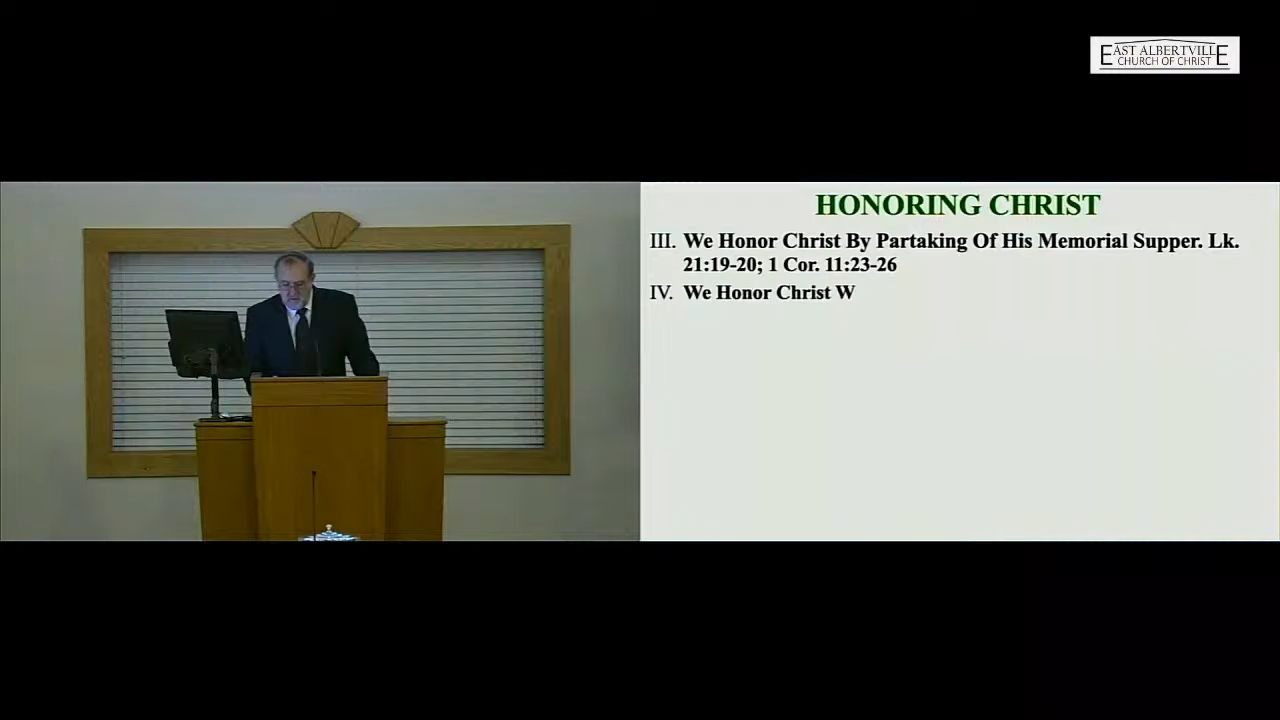 EAST ALBERTVILLE
CHURCH OF CHRIST
HONORING CHRIST
III. We Honor Christ By Partaking Of His Memorial Supper. Lk.
21:19-20; 1 Cor. 11:23-26
IV. We Honor Christ W